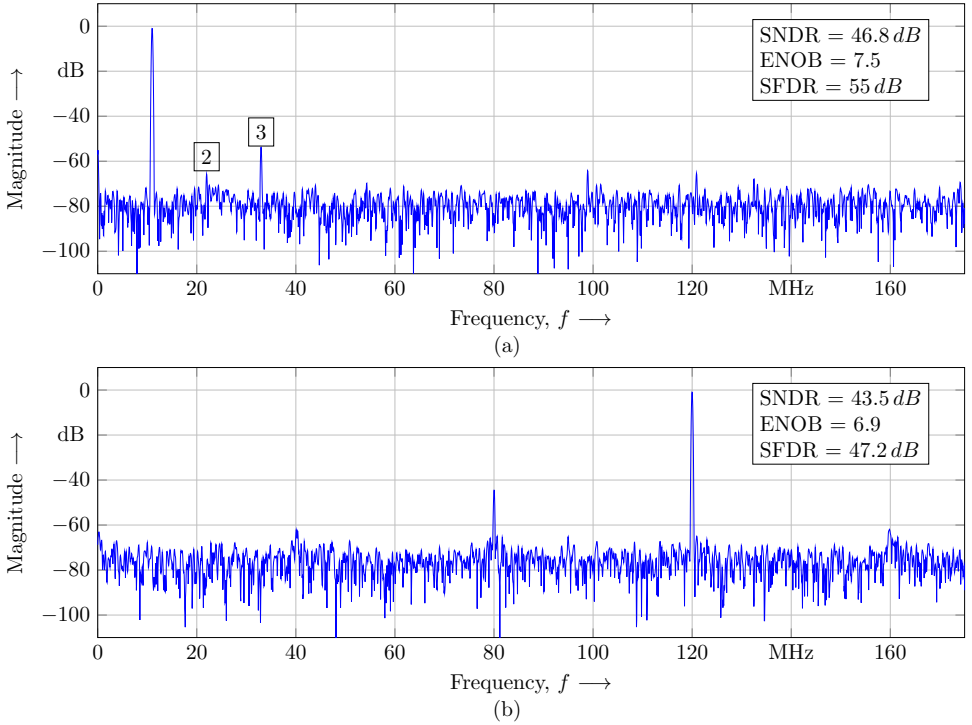 0
dB
−40
−60
−80
−100
Magnitude ⟶
2
3
SNDR = 46.8 dB
ENOB = 7.5
SFDR = 55 dB
0 20 40 60 80 100 120 MHz 160
Frequency, f ⟶
(a)
0
dB
−40
−60
−80
−100
Magnitude ⟶
SNDR = 43.5 dB
ENOB = 6.9
SFDR = 47.2 dB
0 20 40 60 80 100 120 MHz 160
Frequency, f ⟶
(b)